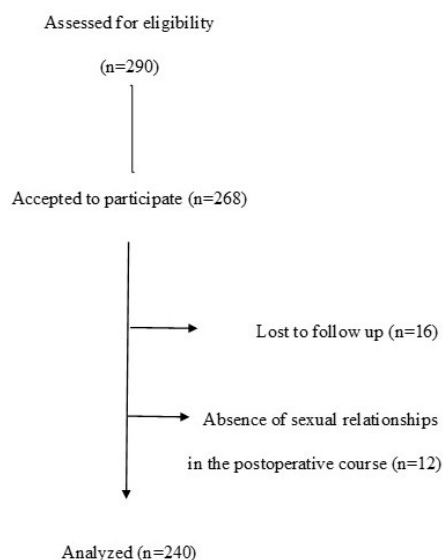 Assessed for eligibility
(n=290)
Accepted to participate (n=268)
Lost to follow up (n=16)
Absence of sexual relationships
in the postoperative course (n=12)
Analyzed (n=240)